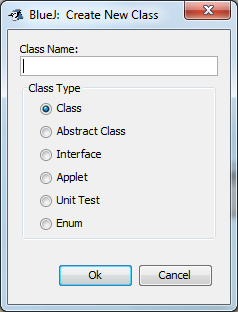 BlueJ: Create New Class
Class Name:
Class Type
Class
Abstract Class
Interface
Applet
Unit Test
Enum
Ok
Cancel